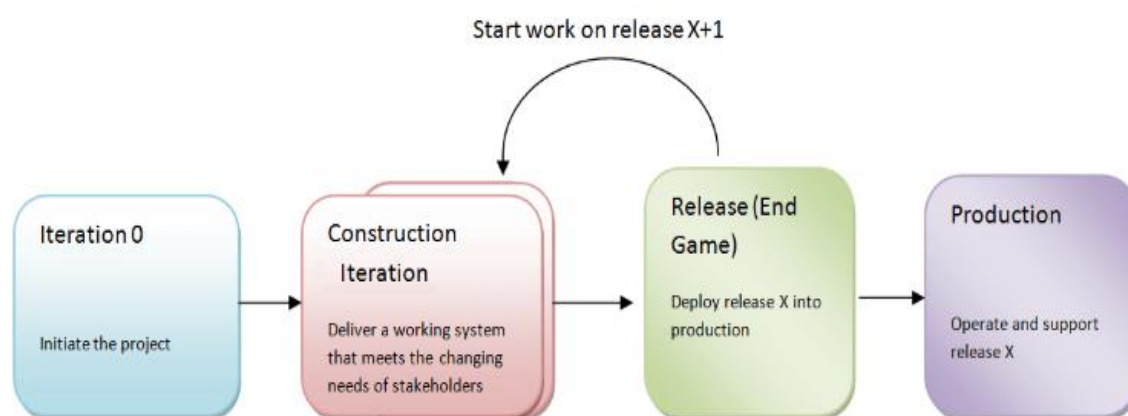 Start work on release X+1
Iteration 0
Initiate the project
Construction
Iteration
Deliver a working system
that meets the changing
needs of stakeholders
Release (End
Game)
Deploy release X into
production
Production
Operate and support
release X